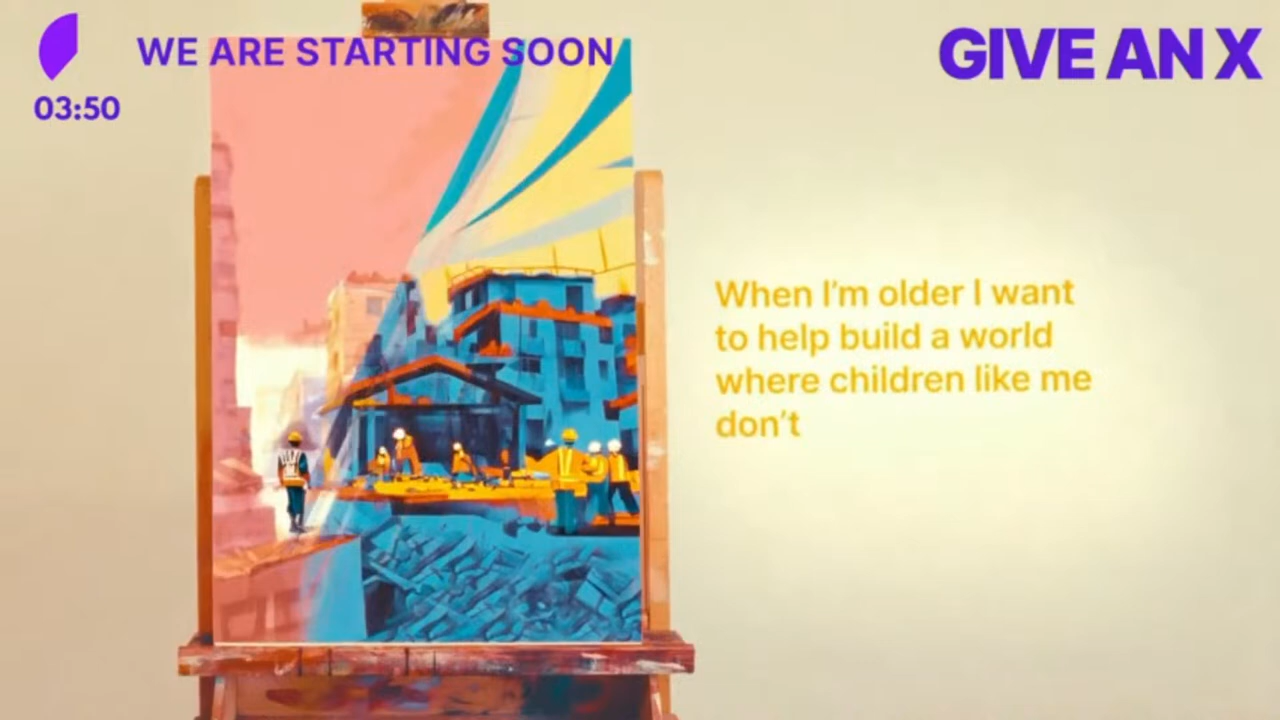 WE ARE STARTING SOON
03:50
GIVE AN X
When I'm older I want
to help build a world
where children like me
don't